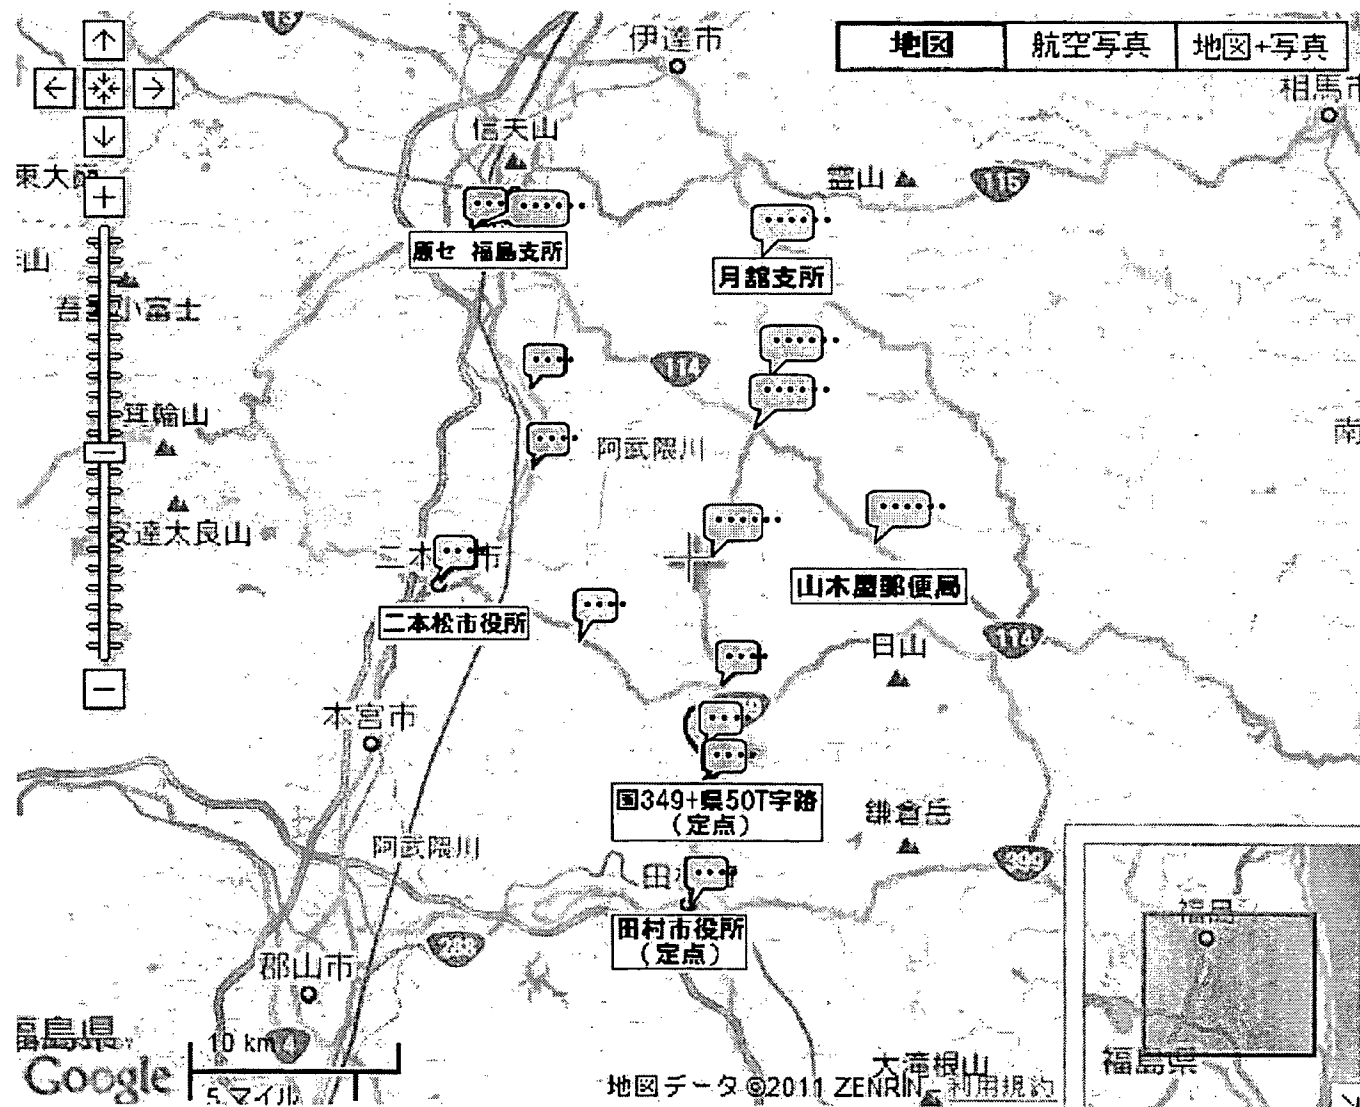 伊達市
地図
航空写真
地図+写真
相馬市
信夫山
霊山
115
原セ 福島支所
月舘支所
山
吾妻小富士
114
箕輪山
阿武隈川
南
安達太良山
二本松市役所
山木屋郵便局
114
日山
本宮市
国349+県50T字路
(定点)
鎌倉岳
阿武隈川
399
田村市役所
(定点)
288
郡山市
福島
福島県
10 km
4
Google
5 マイル
大滝根山
福島県
地図データ ©2011 ZENRIN - 利用規約